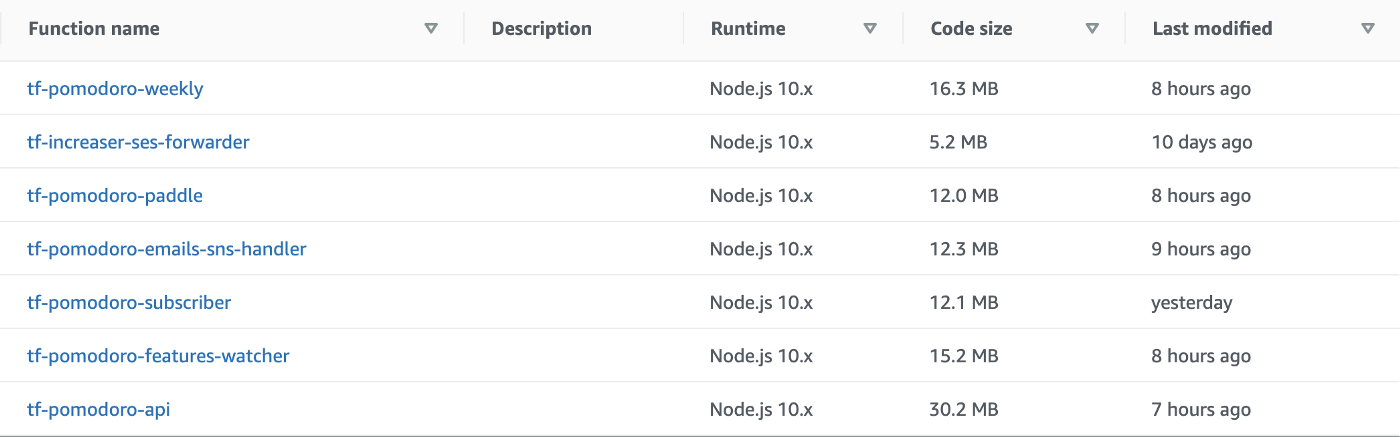 Function name Description Runtime Code size Last modified
tf-pomodoro-weekly Node.js 10.x 16.3 MB 8 hours ago
tf-increaser-ses-forwarder Node.js 10.x 5.2 MB 10 days ago
tf-pomodoro-paddle Node.js 10.x 12.0 MB 8 hours ago
tf-pomodoro-emails-sns-handler Node.js 10.x 12.3 MB 9 hours ago
tf-pomodoro-subscriber Node.js 10.x 12.1 MB yesterday
tf-pomodoro-features-watcher Node.js 10.x 15.2 MB 8 hours ago
tf-pomodoro-api Node.js 10.x 30.2 MB 7 hours ago